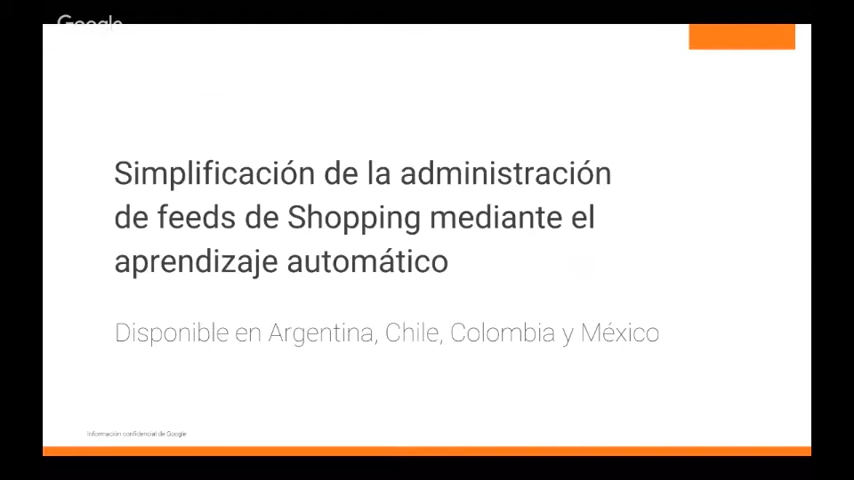 Google
Simplificación de la administración
de feeds de Shopping mediante el
aprendizaje automático
Disponible en Argentina, Chile, Colombia y México
Información confidencial de Google